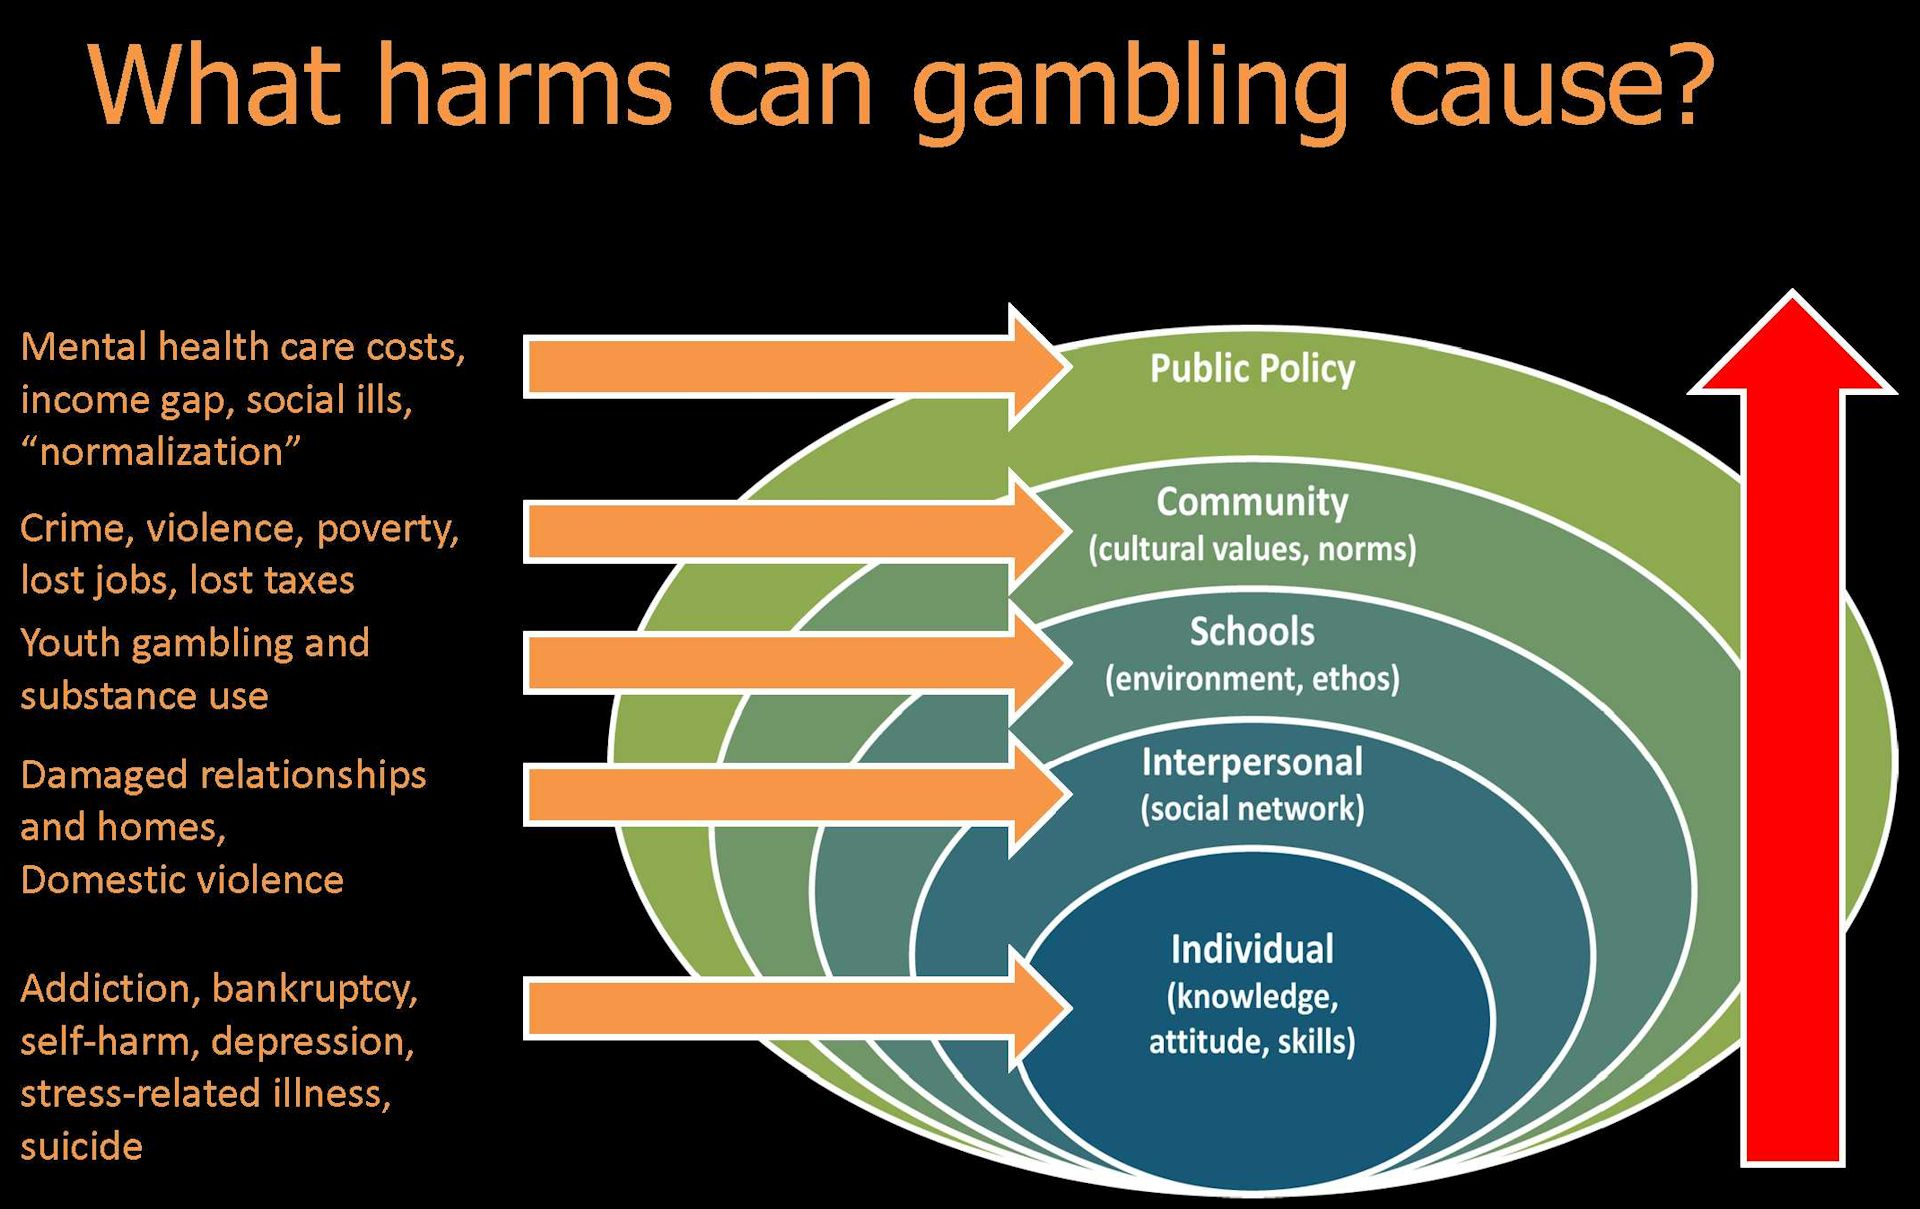 What harms can gambling cause?
Mental health care costs,
income gap, social ills,
“normalization”
Crime, violence, poverty,
lost jobs, lost taxes
Youth gambling and
substance use
Damaged relationships
and homes,
Domestic violence
Addiction, bankruptcy,
self-harm, depression,
stress-related illness,
suicide
Public Policy
Community
(cultural values, norms)
Schools
(environment, ethos)
Interpersonal
(social network)
Individual
(knowledge,
attitude, skills)